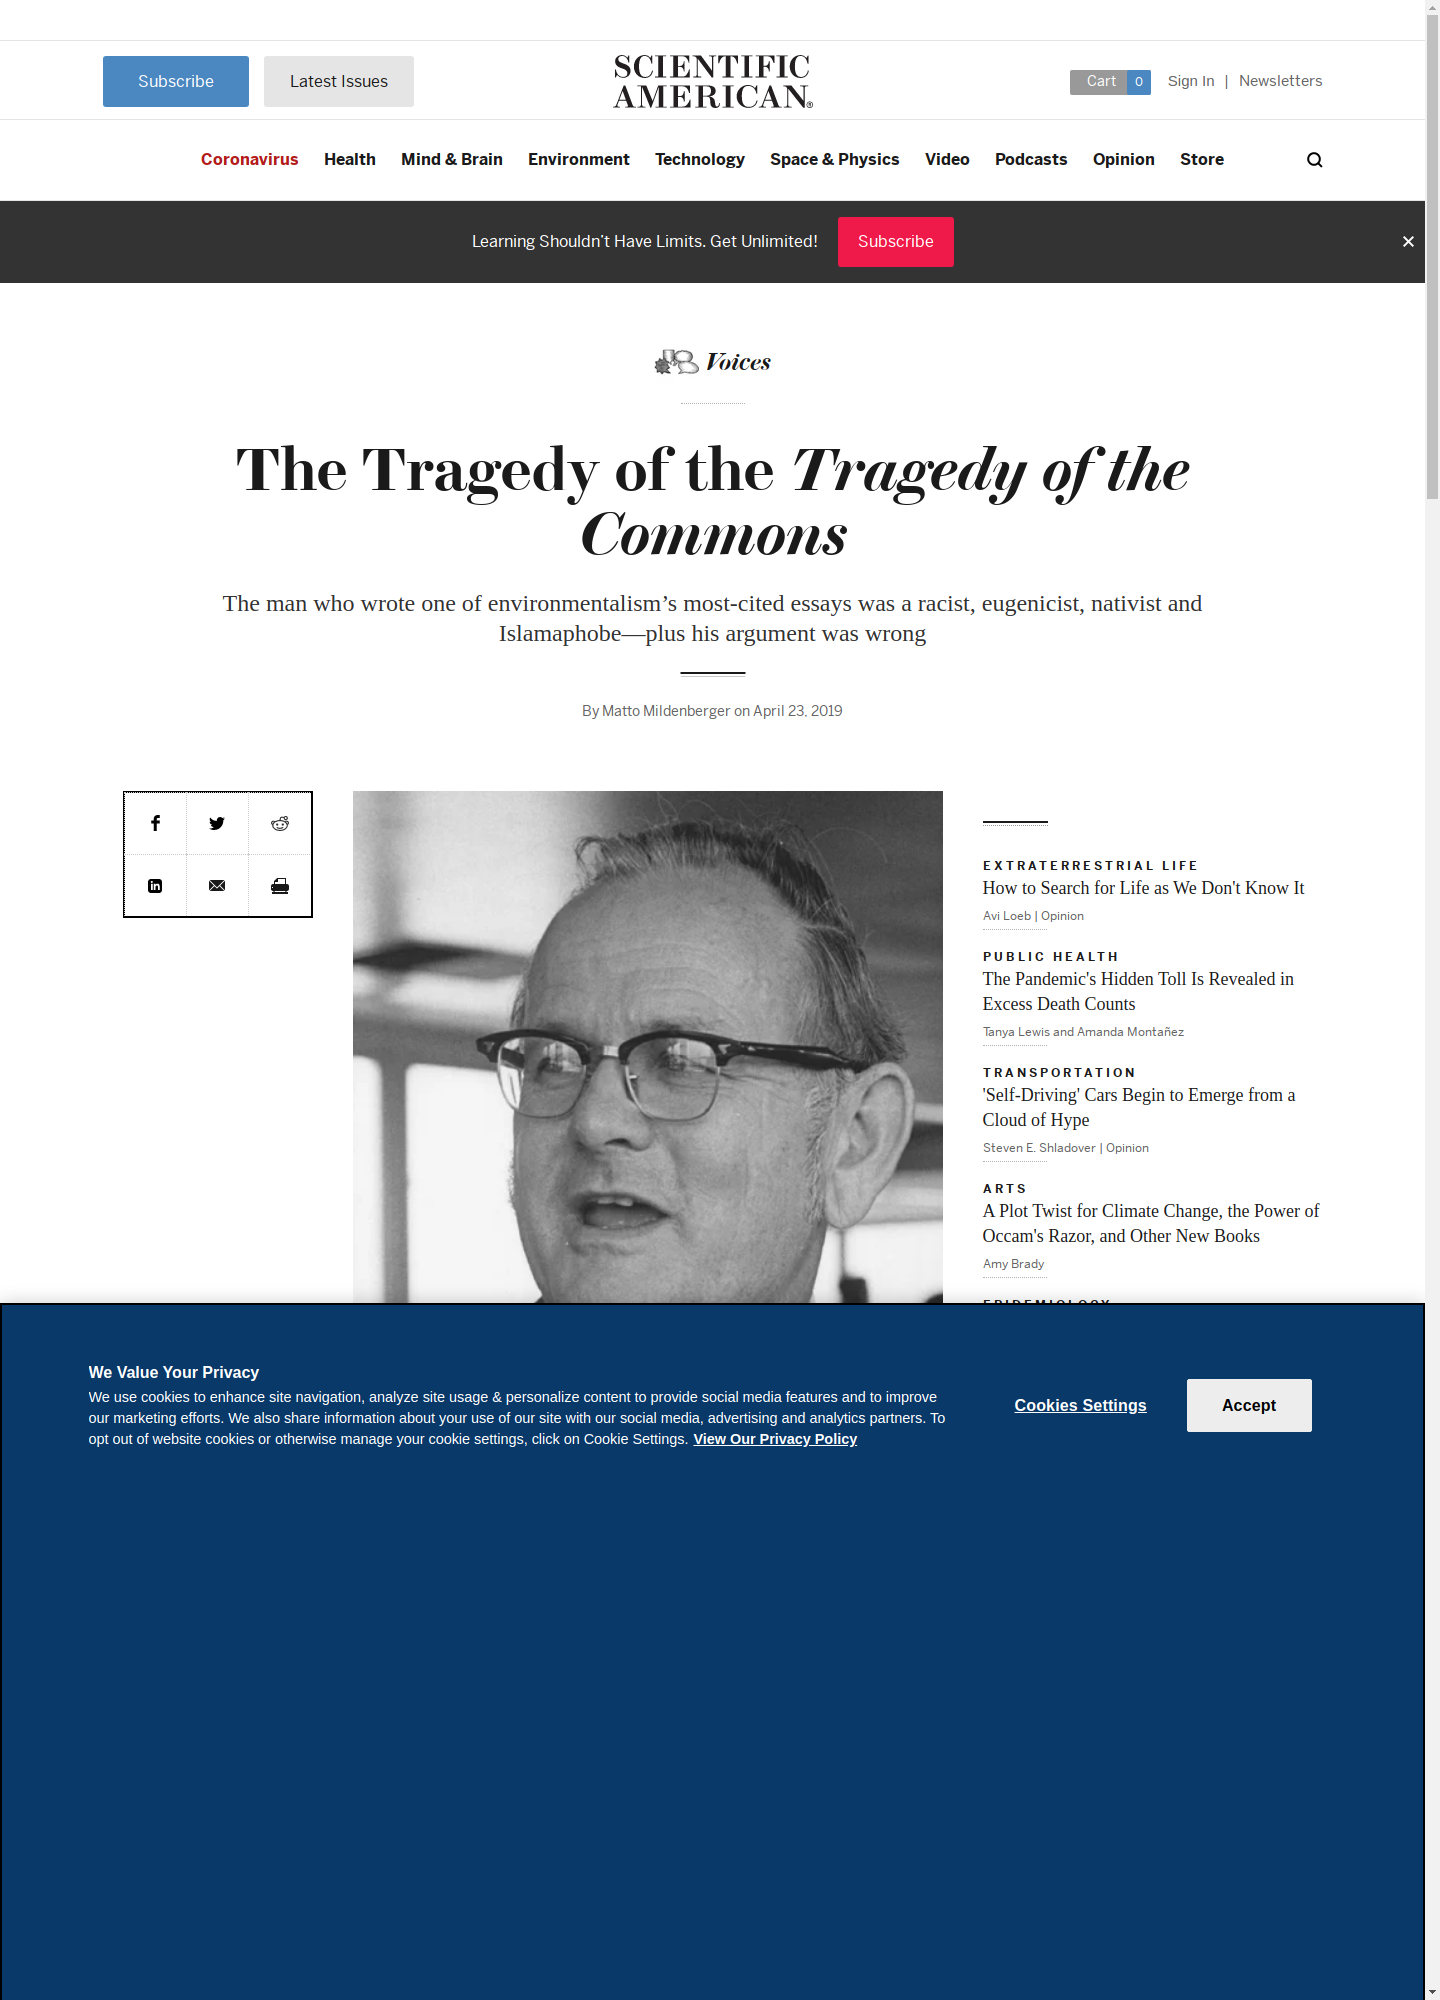 Subscribe
Latest Issues
SCIENTIFIC
AMERICAN®
Cart 0
Sign In | Newsletters
Coronavirus Health Mind & Brain Environment Technology Space & Physics Video Podcasts Opinion Store
Learning Shouldn't Have Limits. Get Unlimited! Subscribe
Voices
The Tragedy of the Tragedy of the
Commons
The man who wrote one of environmentalism’s most-cited essays was a racist, eugenicist, nativist and
Islamaphobe—plus his argument was wrong
By Matto Mildenberger on April 23, 2019
EXTRATERRESTRIAL LIFE
How to Search for Life as We Don't Know It
Avi Loeb | Opinion
PUBLIC HEALTH
The Pandemic's Hidden Toll Is Revealed in
Excess Death Counts
Tanya Lewis and Amanda Montañez
TRANSPORTATION
'Self-Driving' Cars Begin to Emerge from a
Cloud of Hype
Steven E. Shladover | Opinion
ARTS
A Plot Twist for Climate Change, the Power of
Occam's Razor, and Other New Books
Amy Brady
EPIDEMIOLOGY
We Value Your Privacy
We use cookies to enhance site navigation, analyze site usage & personalize content to provide social media features and to improve
our marketing efforts. We also share information about your use of our site with our social media, advertising and analytics partners. To
opt out of website cookies or otherwise manage your cookie settings, click on Cookie Settings. View Our Privacy Policy
Cookies Settings
Accept